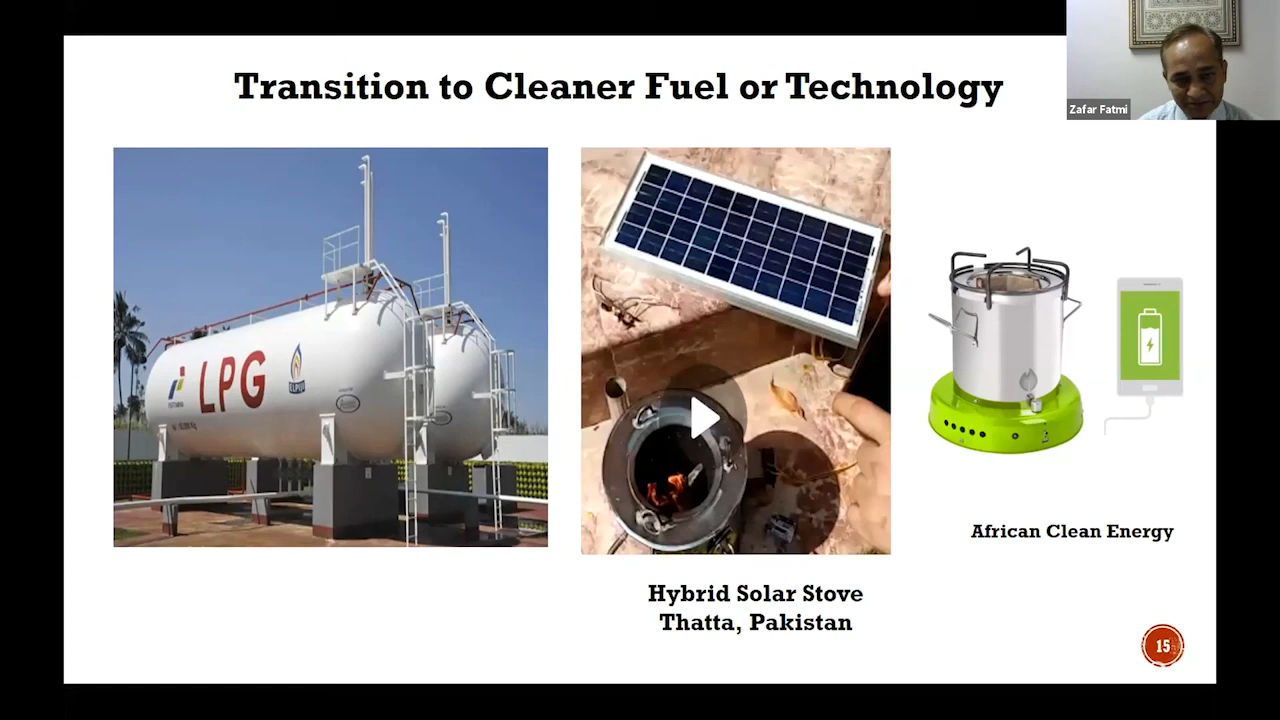 Transition to Cleaner Fuel or Technology
Zafar Fatmi
LPG
African Clean Energy
Hybrid Solar Stove
Thatta, Pakistan
15